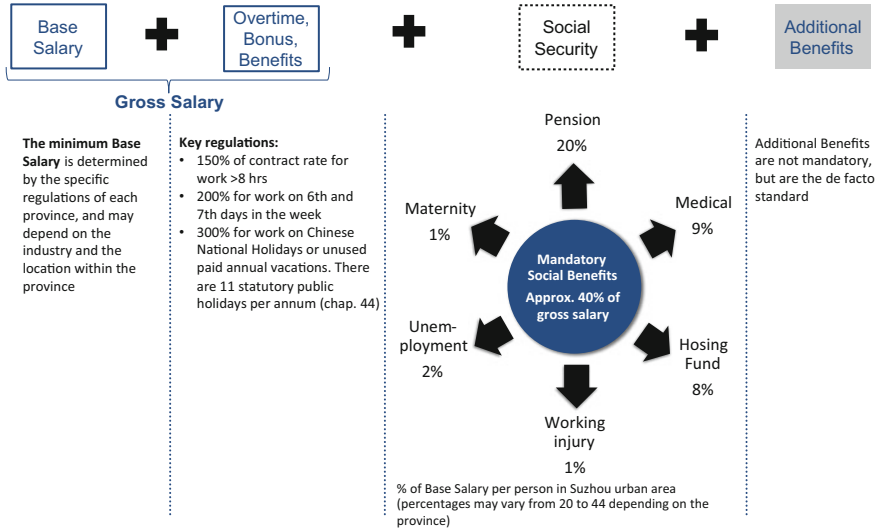 Base
Salary
Overtime,
Bonus,
Benefits
Social
Security
Additional
Benefits
Gross Salary
The minimum Base
Salary is determined
by the specific
regulations of each
province, and may
depend on the
industry and the
location within the
province
Key regulations:
• 150% of contract rate for
work >8 hrs
• 200% for work on 6th and
7th days in the week
• 300% for work on Chinese
National Holidays or unused
paid annual vacations. There
are 11 statutory public
holidays per annum (chap. 44)
Pension
20%
Maternity
1%
Medical
9%
Mandatory
Social Benefits
Approx. 40% of
gross salary
Unem-
ployment
2%
Hosing
Fund
8%
Working
injury
1%
% of Base Salary per person in Suzhou urban area
(percentages may vary from 20 to 44 depending on the
province)
Additional Benefits
are not mandatory,
but are the de facto
standard